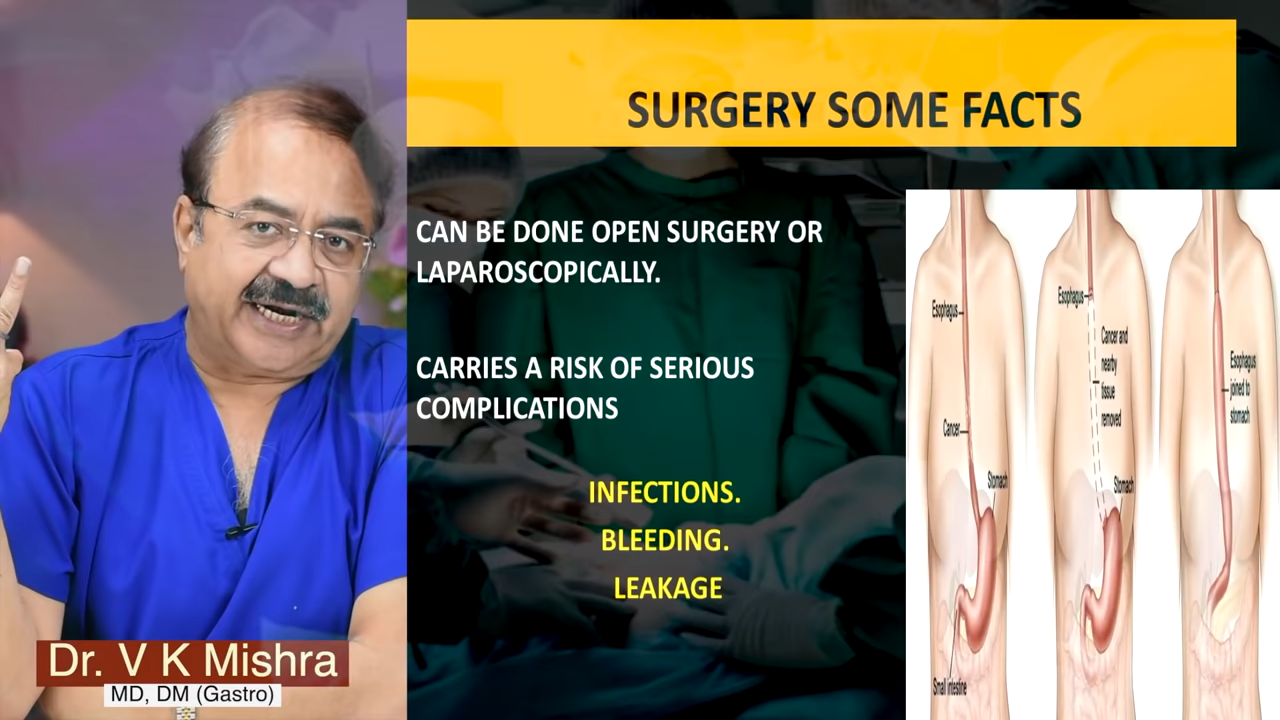 SURGERY SOME FACTS
CAN BE DONE OPEN SURGERY OR
LAPAROSCOPICALLY.
CARRIES A RISK OF SERIOUS
COMPLICATIONS
INFECTIONS.
BLEEDING.
LEAKAGE
Esophagus
Cancer
Stomach
Small intestine
Esophagus
Cancer and
nearby
tissue
removed
Stomach
Esophagus
joined to
stomach
Dr. V K Mishra
MD, DM (Gastro)